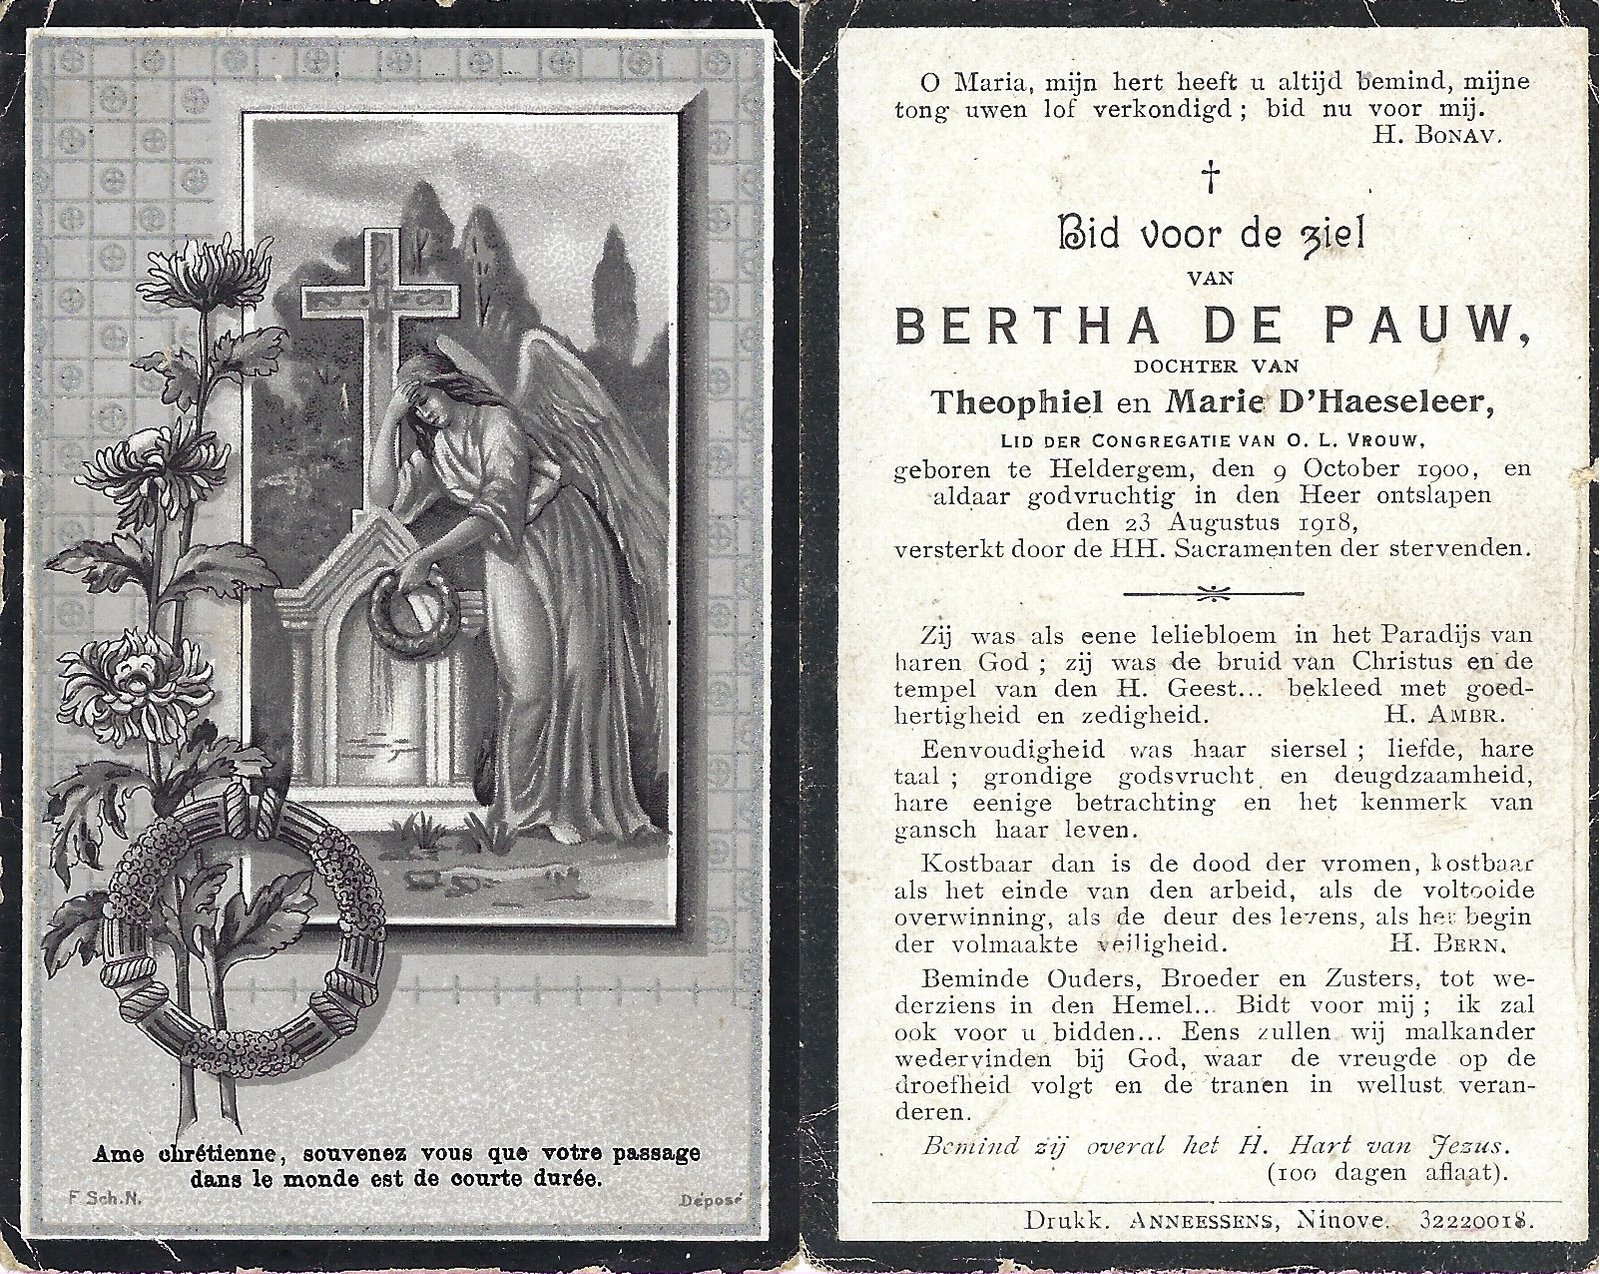 Ame chrétienne, souvenez vous que votre passage
dans le monde est de courte durée.
F. Sch. N.
Déposé
O Maria, mijn hert heeft u altijd bemind, mijne
tong uwen lof verkondigd ; bid nu voor mij.
H. BONAV.
†
Bid voor de ziel
VAN
BERTHA DE PAUW,
DOCHTER VAN
Theophiel en Marie D'Haeseleer,
LID DER CONGREGATIE VAN O. L. VROUW,
geboren te Heldergem, den 9 October 1900, en
aldaar godvruchtig in den Heer ontslapen
den 23 Augustus 1918,
versterkt door de HH. Sacramenten der stervenden.
Zij was als eene leliebloem in het Paradijs van
haren God ; zij was de bruid van Christus en de
tempel van den H. Geest... bekleed met goed-
hertigheid en zedigheid. H. AMBR.
Eenvoudigheid was haar siersel ; liefde, hare
taal ; grondige godsvrucht en deugdzaamheid,
hare eenige betrachting en het kenmerk van
gansch haar leven.
Kostbaar dan is de dood der vromen, kostbaar
als het einde van den arbeid, als de voltooide
overwinning, als de deur des levens, als het begin
der volmaakte veiligheid. H. BERN.
Beminde Ouders, Broeder en Zusters, tot we-
derziens in den Hemel... Bidt voor mij ; ik zal
ook voor u bidden... Eens zullen wij malkander
wedervinden bij God, waar de vreugde op de
droefheid volgt en de tranen in wellust veran-
deren.
Bemind zij overal het H. Hart van Jezus.
(100 dagen aflaat).
Drukk. ANNEESSENS, Ninove. 32220018.